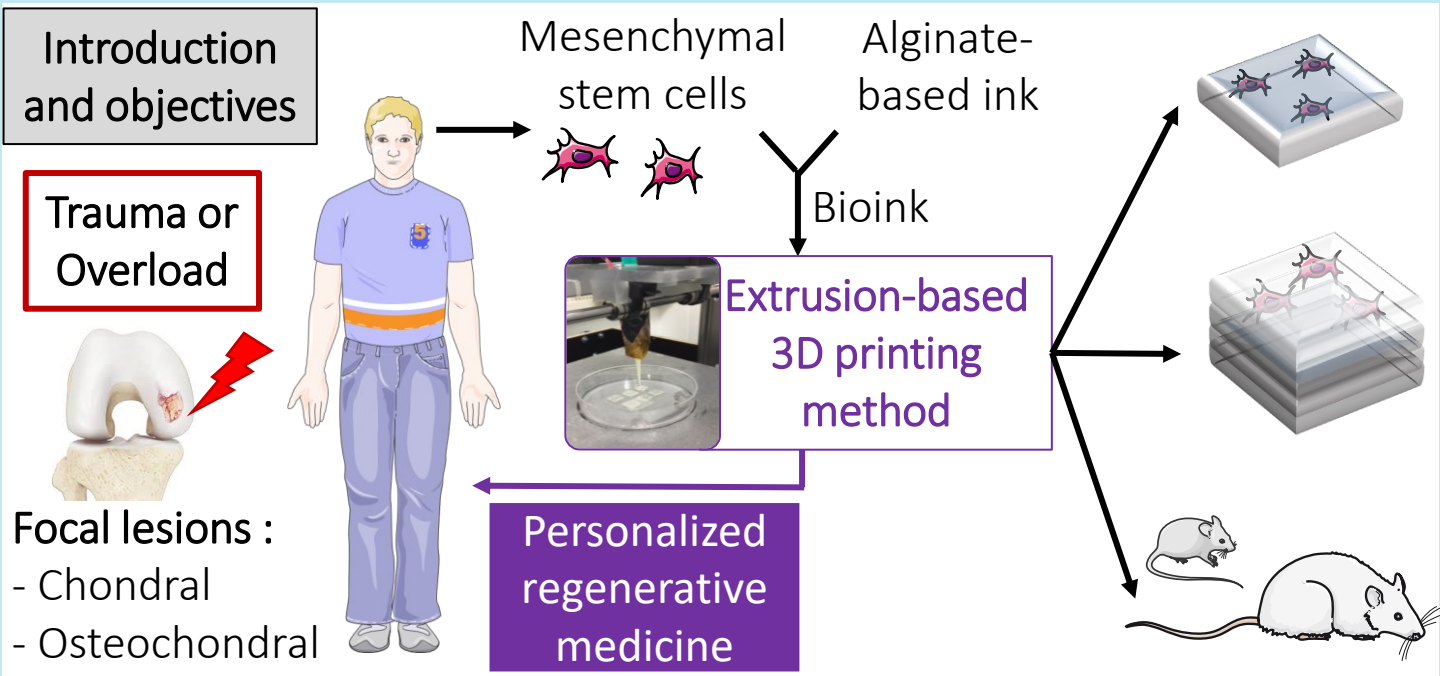 Introduction
and objectives
Trauma or
Overload
Focal lesions :
- Chondral
- Osteochondral
5
Mesenchymal
stem cells
Alginate-
based ink
Bioink
Extrusion-based
3D printing
method
Personalized
regenerative
medicine